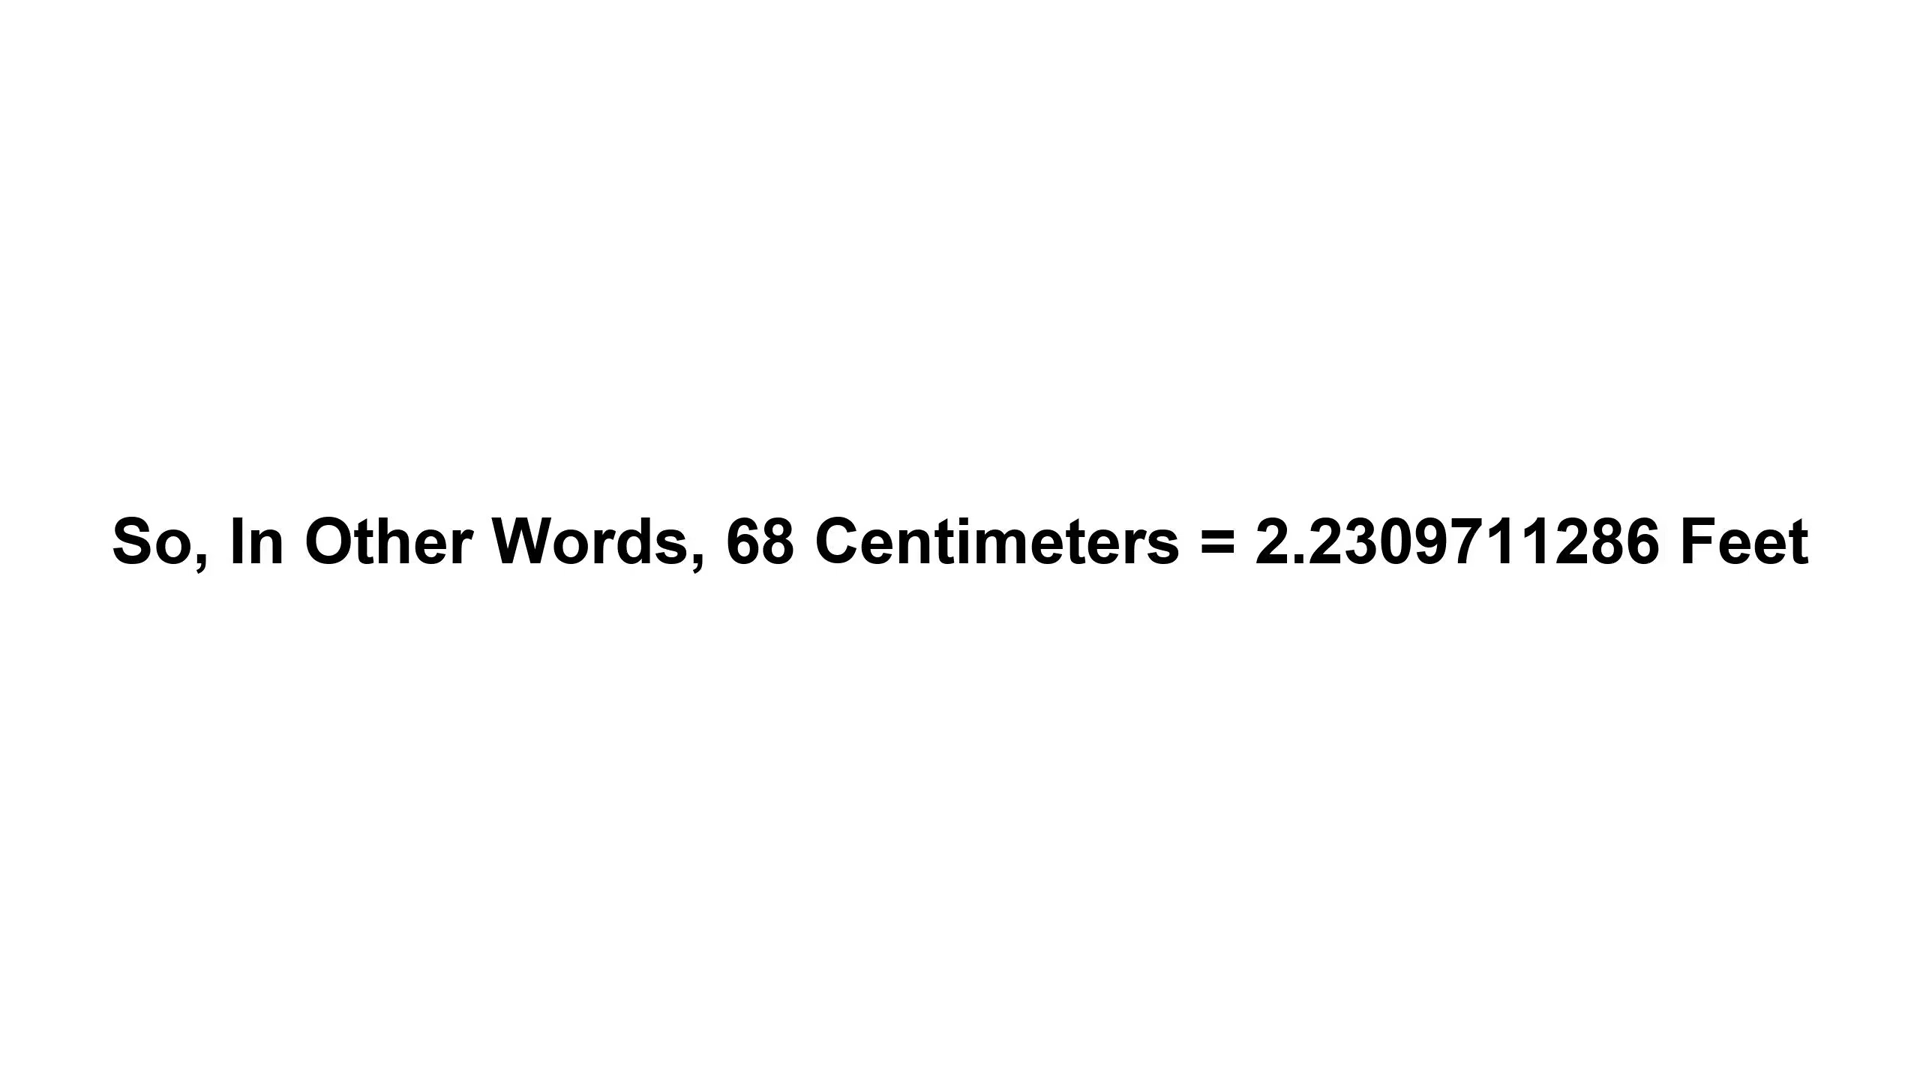 So, In Other Words, 68 Centimeters = 2.2309711286 Feet